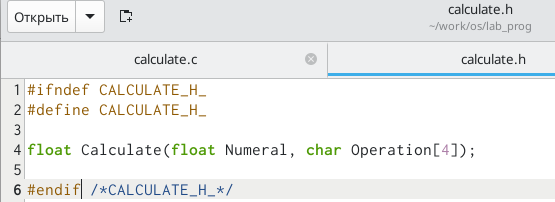 Открыть
calculate.h
~/work/os/lab_prog
calculate.c
calculate.h
1 #ifndef CALCULATE_H_
2 #define CALCULATE_H_
3
4 float Calculate(float Numeral, char Operation[4]);
5
6 #endif /*CALCULATE_H_*/